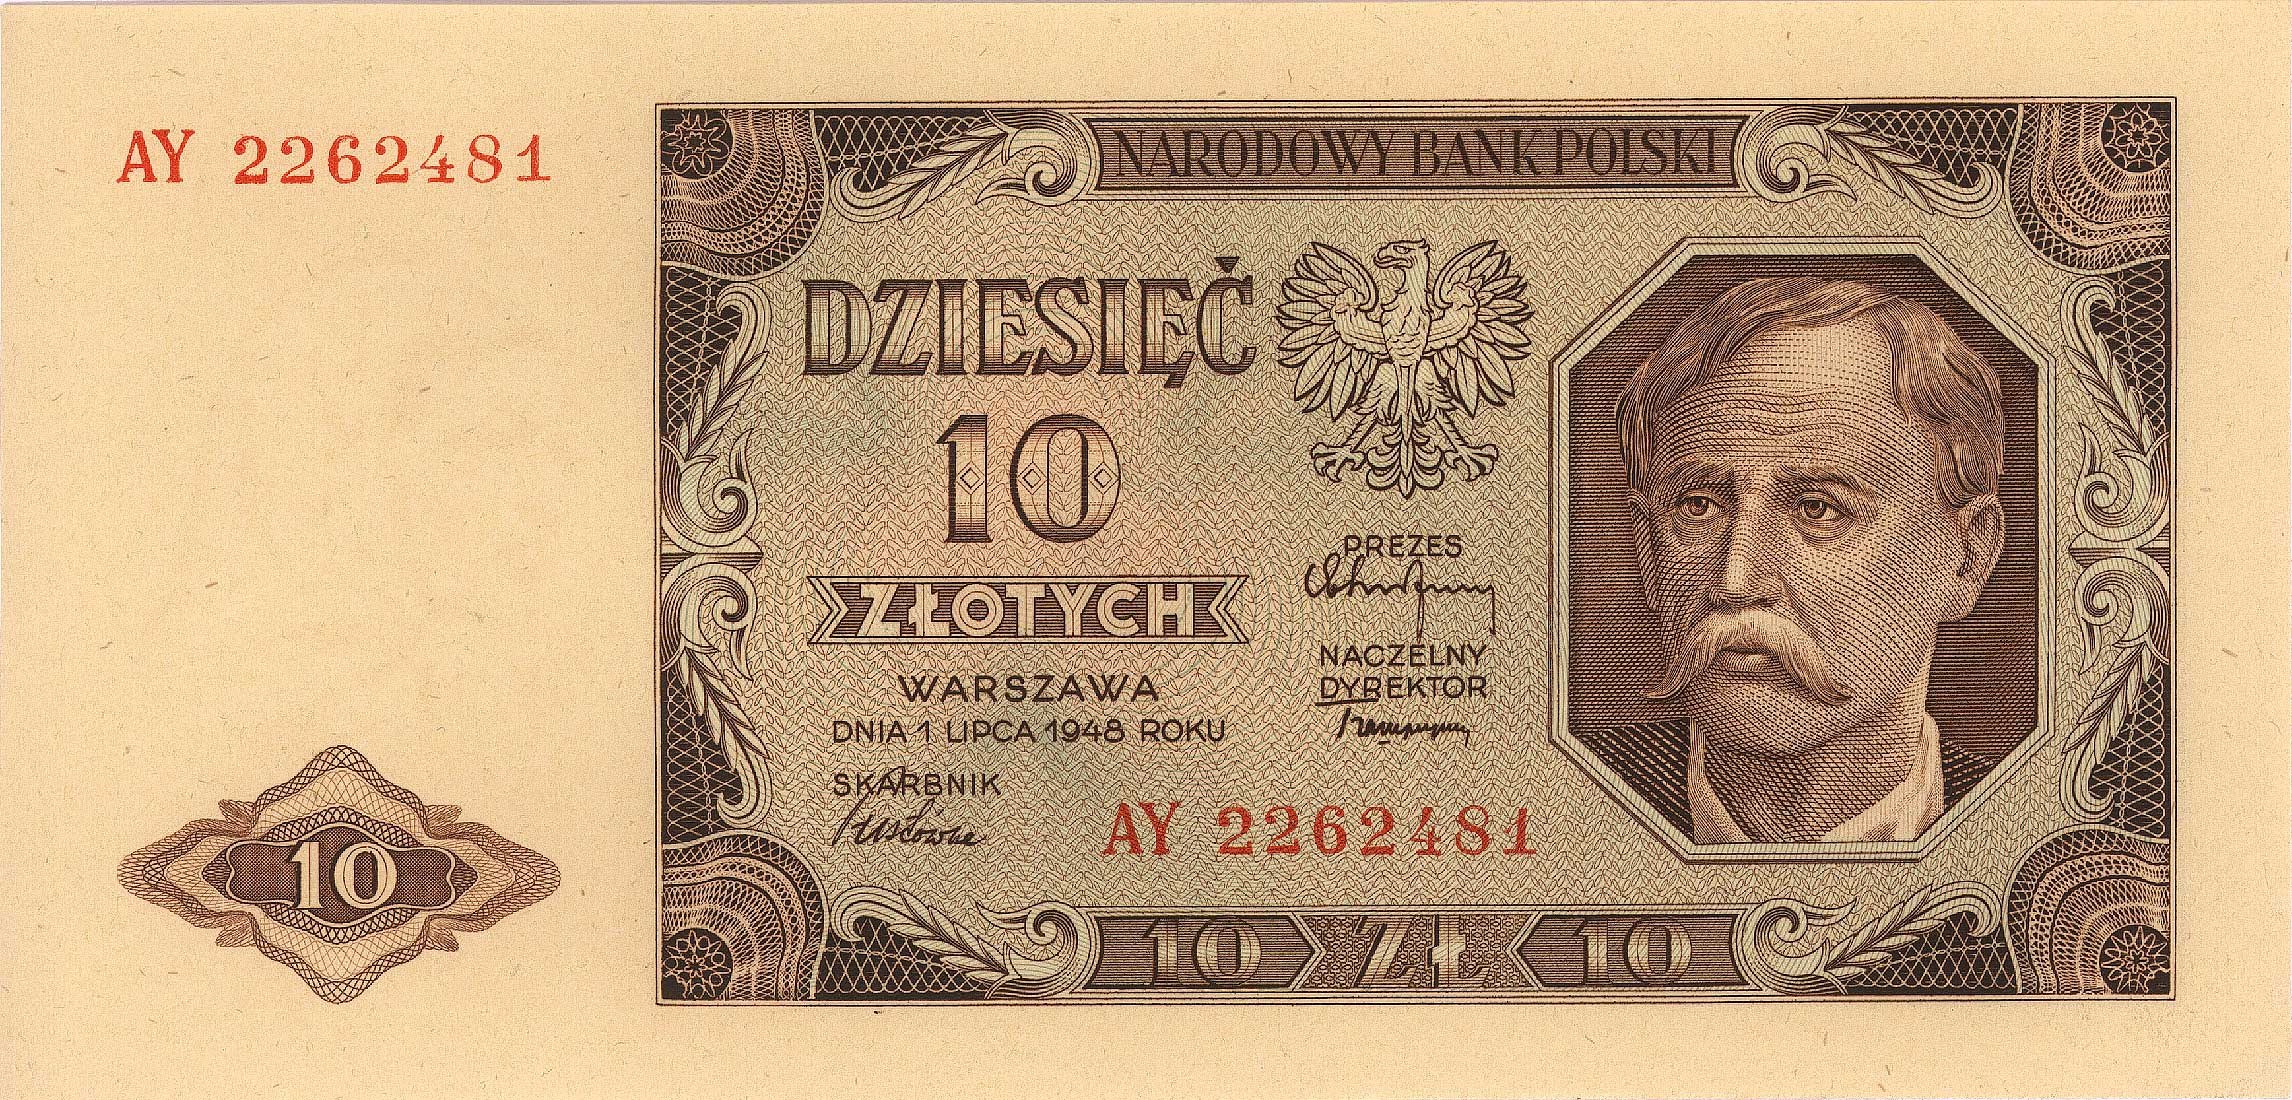 AY 2262481
NARODOWY BANK POLSKI
DZIESIĘĆ
10
ZŁOTYCH
WARSZAWA
DNIA 1 LIPCA 1948 ROKU
SKARBNIK
PREZES
NACZELNY
DYREKTOR
AY 2262481
10
10 ZŁ 10